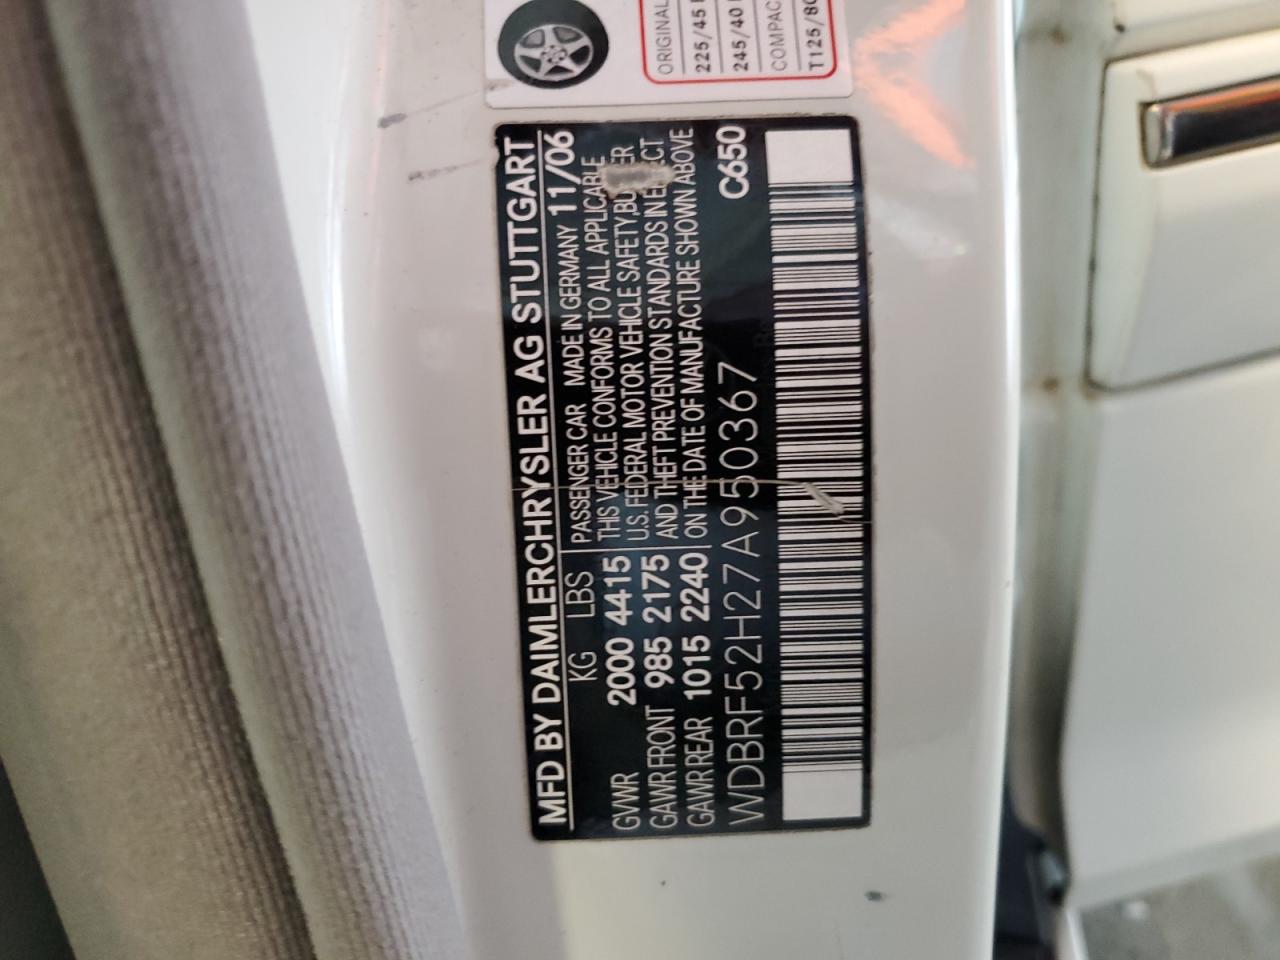 ORIGINAL
225/45
245/40
COMPAC
T125/80
MFD BY DAIMLERCHRYSLER AG STUTTGART
KG LBS PASSENGER CAR MADE IN GERMANY 11/06
GVWR 2000 4415 THIS VEHICLE CONFORMS TO ALL APPLICABLE
GAWR FRONT 985 2175 U.S. FEDERAL MOTOR VEHICLE SAFETY,
GAWR REAR 1015 2240 AND THEFT PREVENTION STANDARDS IN
ON THE DATE OF MANUFACTURE SHOWN ABOVE
WDBRF52H27A950367 C650